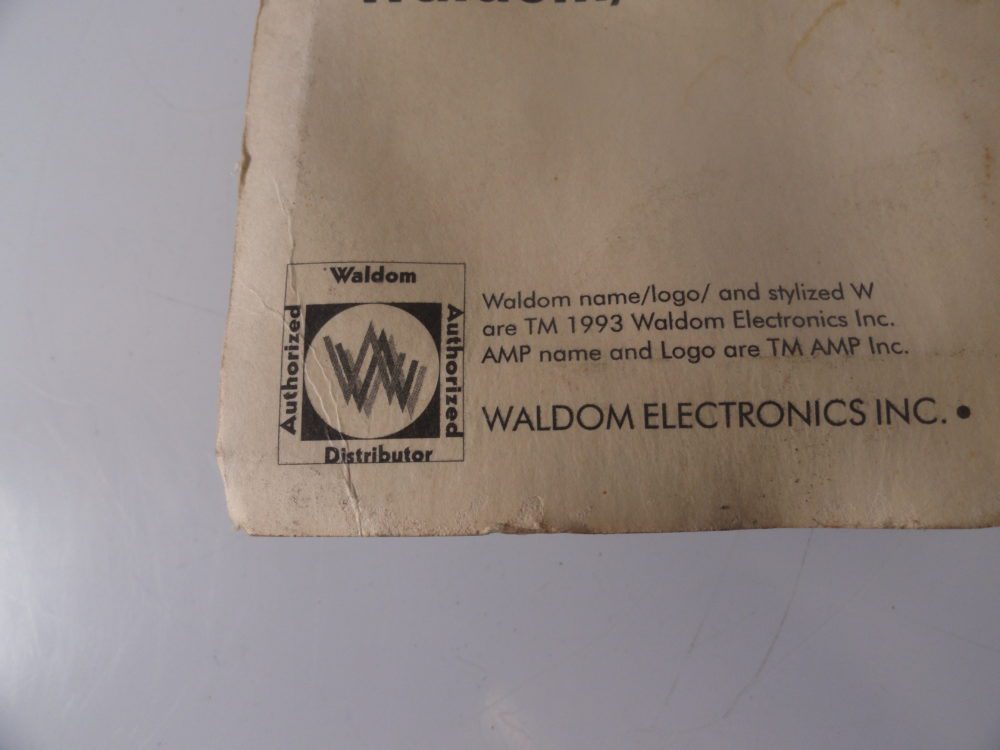 Waldom,
Waldom
Authorized
Authorized
Distributor
Waldom name/logo/ and stylized W
are TM 1993 Waldom Electronics Inc.
AMP name and Logo are TM AMP Inc.
WALDOM ELECTRONICS INC. •